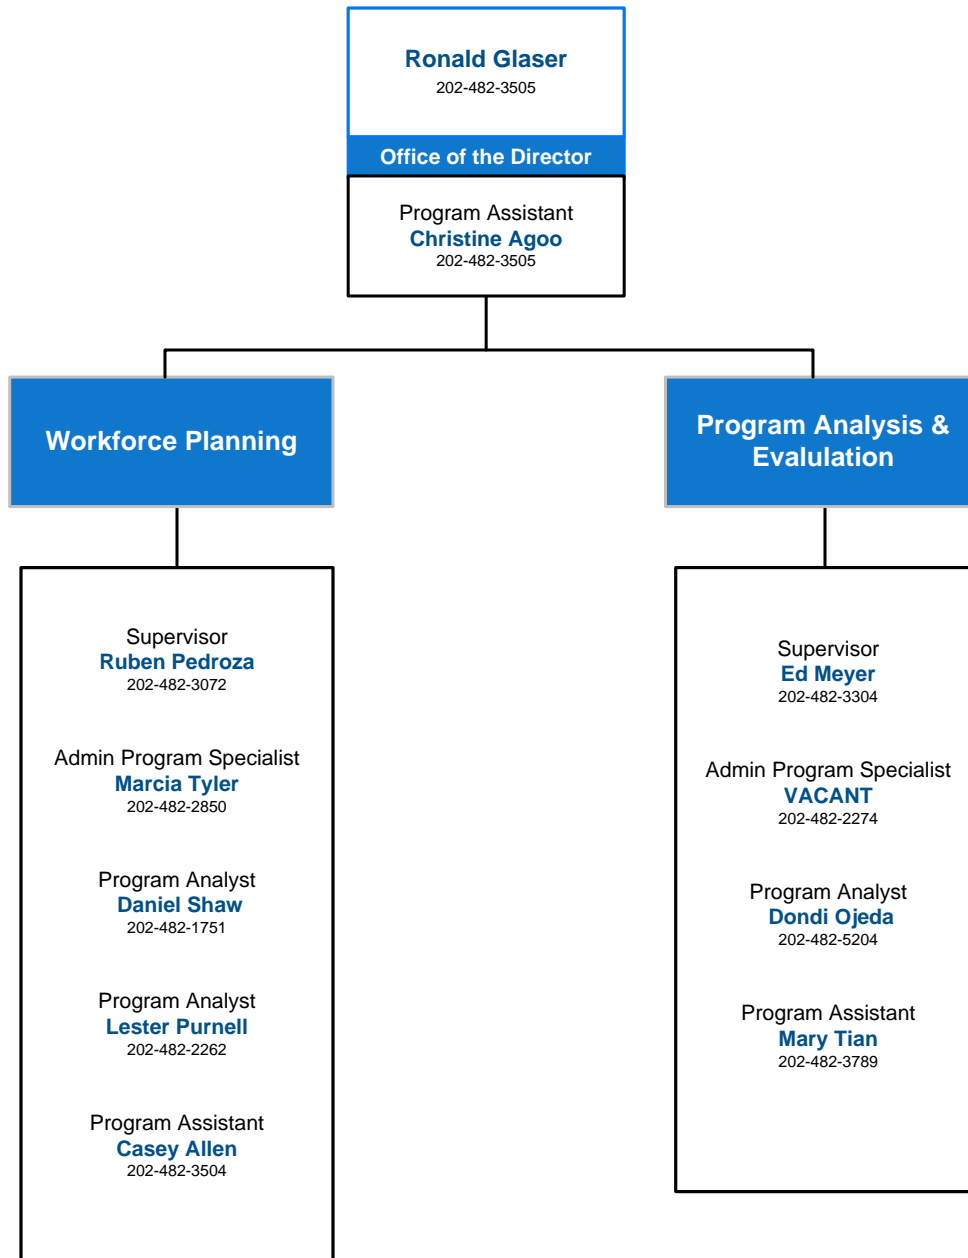 Ronald Glaser
202-482-3505
Office of the Director
Program Assistant
Christine Agoo
202-482-3505
Workforce Planning
Supervisor
Ruben Pedroza
202-482-3072
Admin Program Specialist
Marcia Tyler
202-482-2850
Program Analyst
Daniel Shaw
202-482-1751
Program Analyst
Lester Purnell
202-482-2262
Program Assistant
Casey Allen
202-482-3504
Program Analysis &
Evalulation
Supervisor
Ed Meyer
202-482-3304
Admin Program Specialist
VACANT
202-482-2274
Program Analyst
Dondi Ojeda
202-482-5204
Program Assistant
Mary Tian
202-482-3789